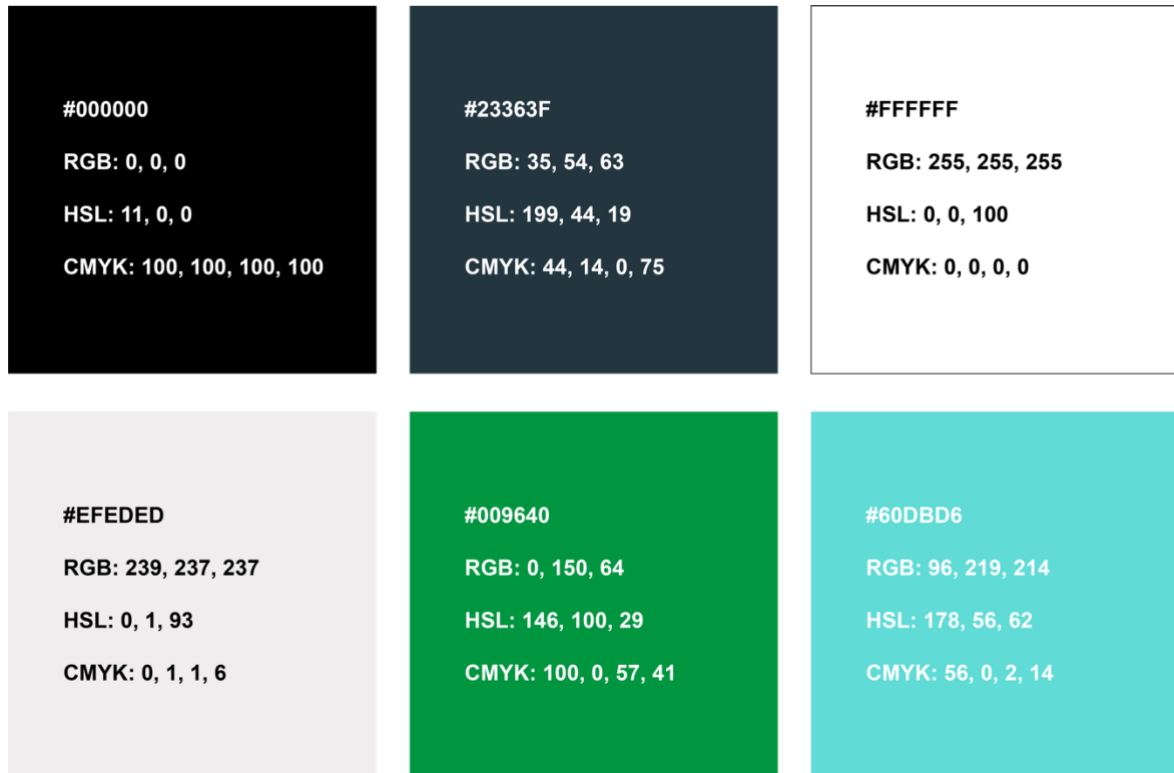 #000000
RGB: 0, 0, 0
HSL: 11, 0, 0
CMYK: 100, 100, 100, 100
#23363F
RGB: 35, 54, 63
HSL: 199, 44, 19
CMYK: 44, 14, 0, 75
#FFFFFF
RGB: 255, 255, 255
HSL: 0, 0, 100
CMYK: 0, 0, 0, 0
#EFEDED
RGB: 239, 237, 237
HSL: 0, 1, 93
CMYK: 0, 1, 1, 6
#009640
RGB: 0, 150, 64
HSL: 146, 100, 29
CMYK: 100, 0, 57, 41
#60DBD6
RGB: 96, 219, 214
HSL: 178, 56, 62
CMYK: 56, 0, 2, 14